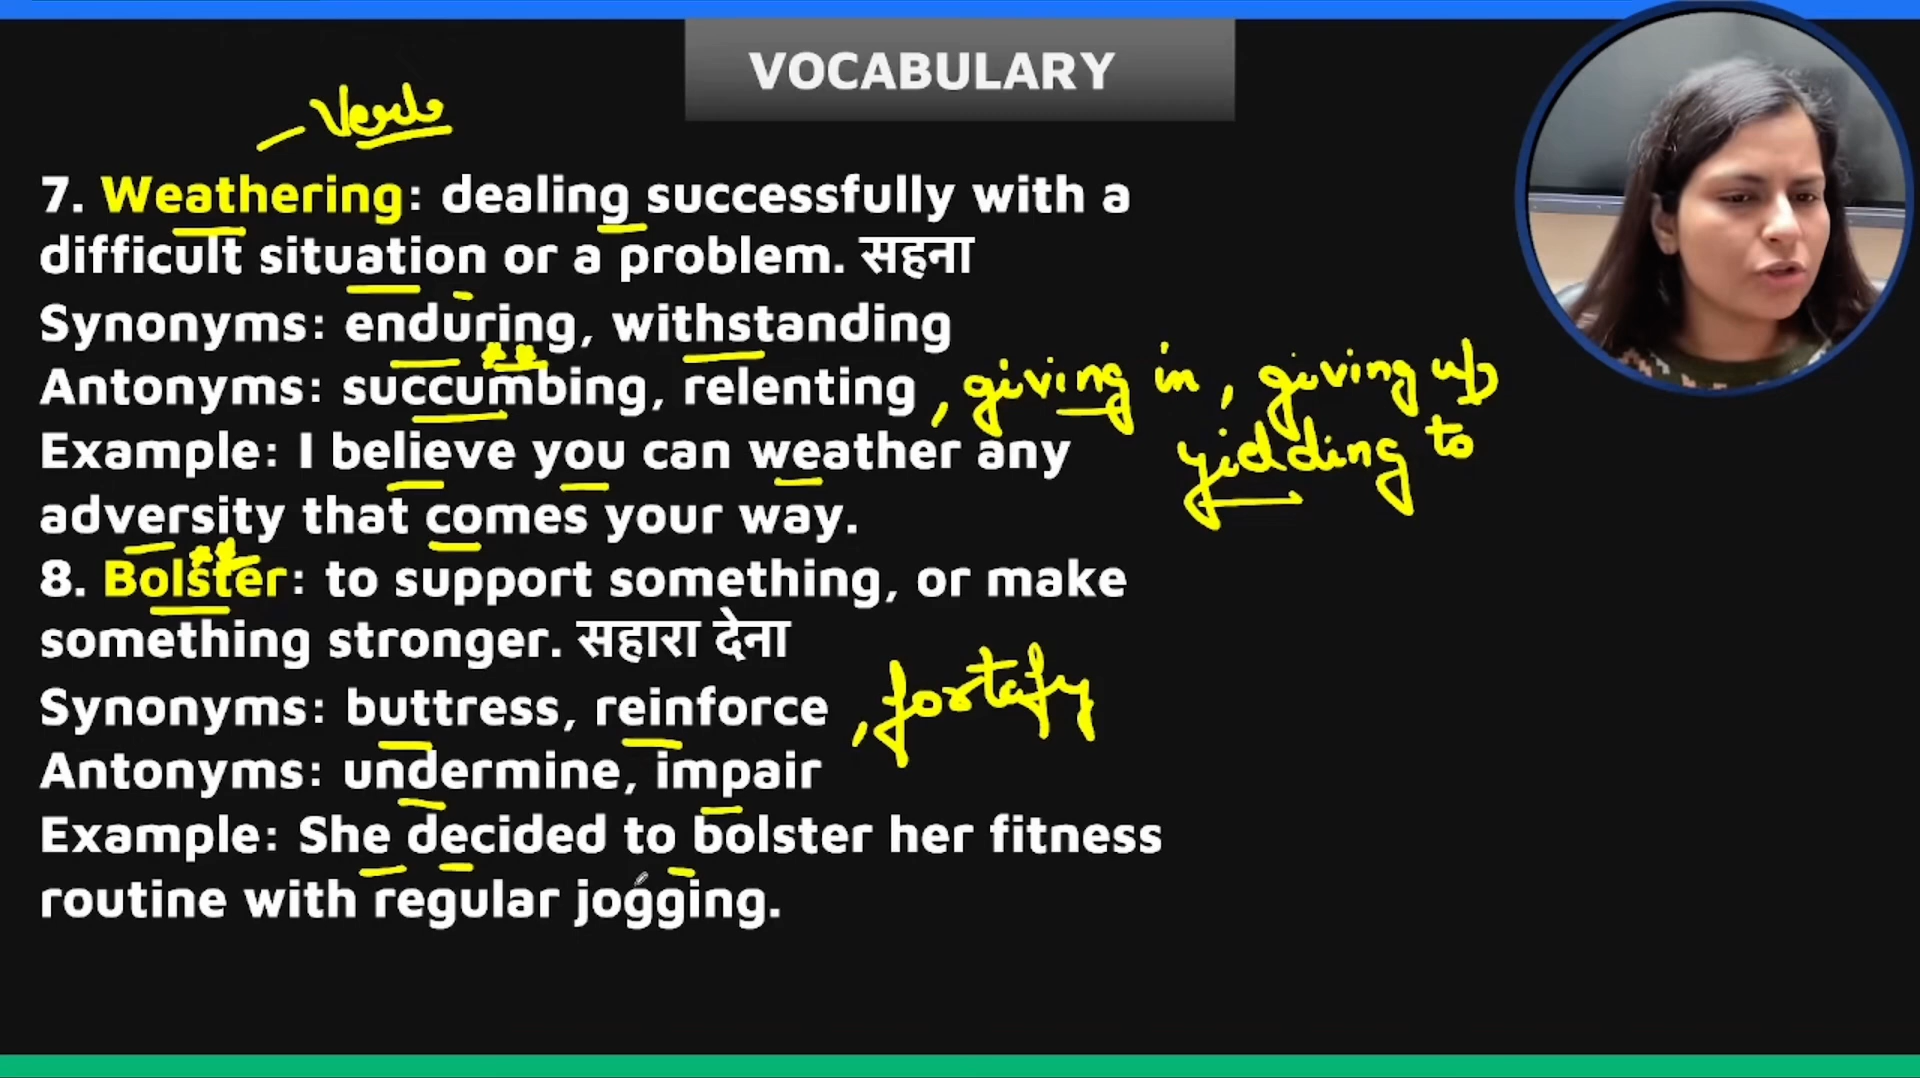 VOCABULARY
- Verb
7. Weathering: dealing successfully with a
difficult situation or a problem. सहना
Synonyms: enduring, withstanding
Antonyms: succumbing, relenting, giving in, giving up
yielding to
Example: I believe you can weather any
adversity that comes your way.
8. Bolster: to support something, or make
something stronger. सहारा देना
Synonyms: buttress, reinforce, fortify
Antonyms: undermine, impair
Example: She decided to bolster her fitness
routine with regular jogging.